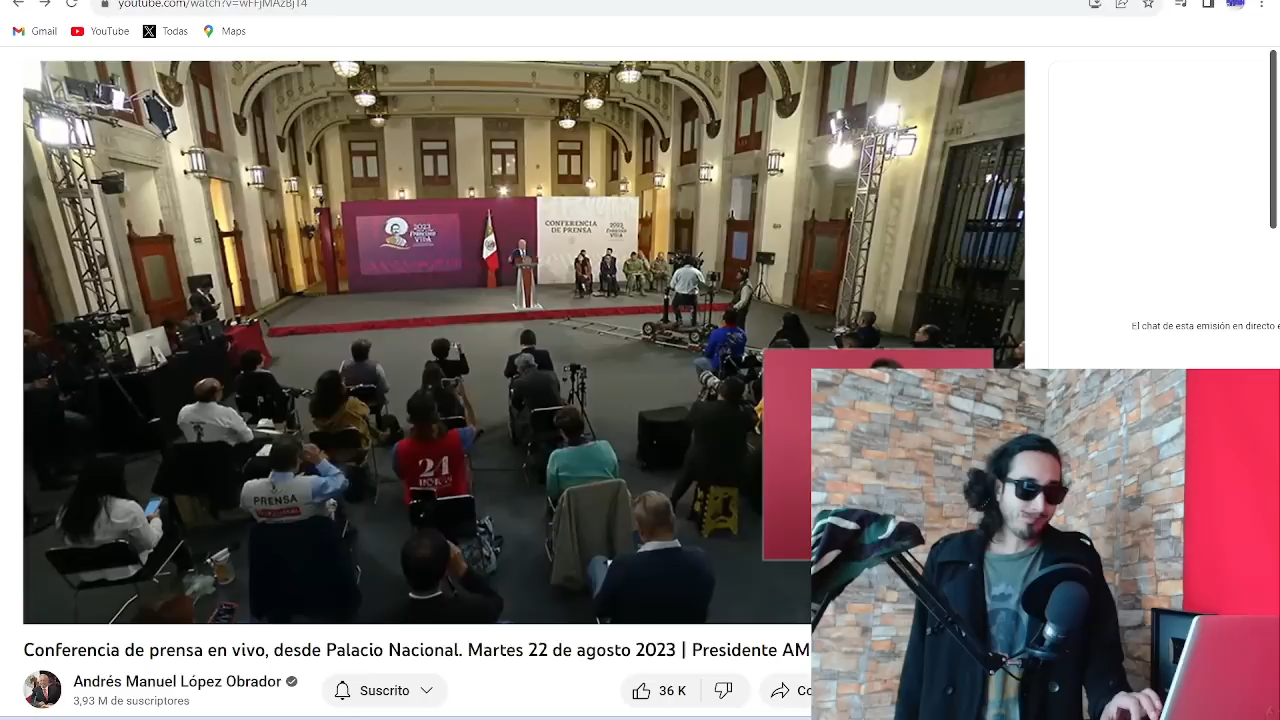 youtube.com/watch?v=wFFjMAzBjT4
Gmail
YouTube
Todas
Maps
2023
VILLA
CONFERENCIA
DE PRENSA
2023
VILLA
24
HORAS
PRENSA
El chat de esta emisión en directo e
Conferencia de prensa en vivo, desde Palacio Nacional. Martes 22 de agosto 2023 | Presidente AM
Andrés Manuel López Obrador
3,93 M de suscriptores
Suscrito
36 K
Co